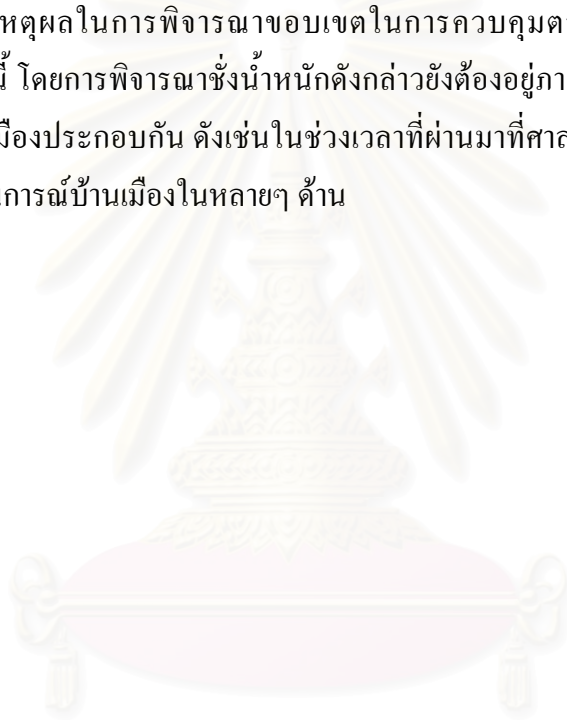 หตุผลในการพิจารณาขอบเขตในการควบคุมต
นี้ โดยการพิจารณาชั่งน้ำหนักดังกล่าวยังต้องอยู่ภา
มืองประกอบกัน ดังเช่นในช่วงเวลาที่ผ่านมาที่ศาล
การณ์บ้านเมืองในหลายๆ ด้าน